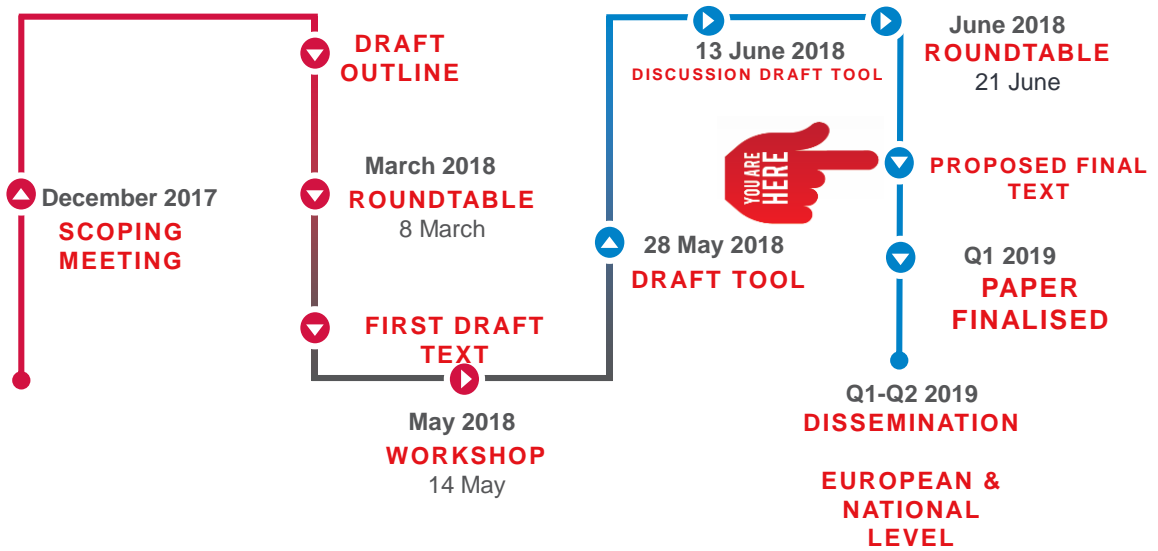 December 2017
SCOPING
MEETING
DRAFT
OUTLINE
March 2018
ROUNDTABLE
8 March
FIRST DRAFT
TEXT
May 2018
WORKSHOP
14 May
28 May 2018
DRAFT TOOL
13 June 2018
DISCUSSION DRAFT TOOL
June 2018
ROUNDTABLE
21 June
YOU ARE
HERE
PROPOSED FINAL
TEXT
Q1 2019
PAPER
FINALISED
Q1-Q2 2019
DISSEMINATION
EUROPEAN &
NATIONAL
LEVEL